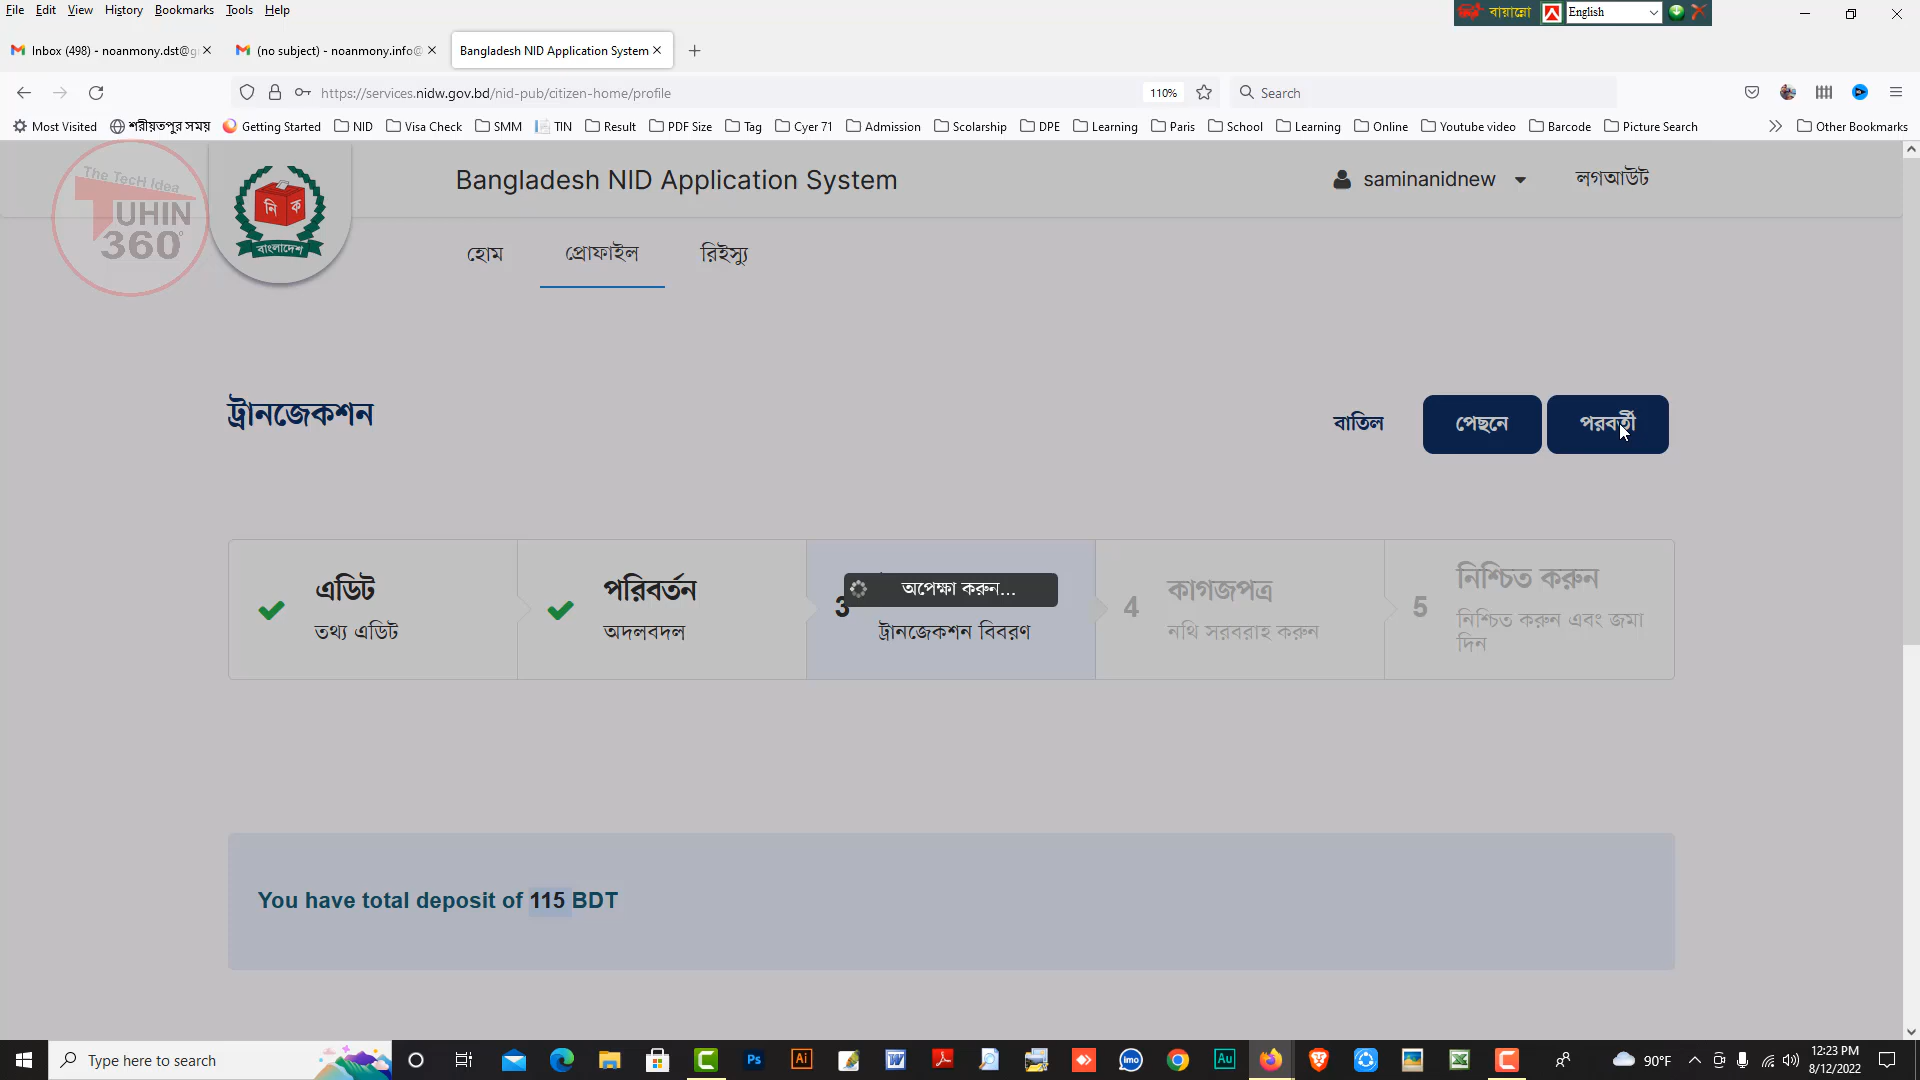 File Edit View History Bookmarks Tools Help
বায়ান্নো English
Inbox (498) - noanmony.dst@g
(no subject) - noanmony.info@
Bangladesh NID Application System
https://services.nidw.gov.bd/nid-pub/citizen-home/profile 110% Search
Most Visited শরীয়তপুর সময় Getting Started NID Visa Check SMM TIN Result PDF Size Tag Cyer 71 Admission Scolarship DPE Learning Paris School Learning Online Youtube video Barcode Picture Search Other Bookmarks
The TecH Idea
TUHIN
360°
নি ক
বাংলাদেশ
Bangladesh NID Application System
saminanidnew
লগআউট
হোম প্রোফাইল রিইস্যু
ট্রানজেকশন
বাতিল পেছনে পরবর্তী
এডিট
তথ্য এডিট
পরিবর্তন
অদলবদল
3
অপেক্ষা করুন...
ট্রানজেকশন বিবরণ
4 কাগজপত্র
নথি সরবরাহ করুন
5 নিশ্চিত করুন
নিশ্চিত করুন এবং জমা
দিন
You have total deposit of 115 BDT
Type here to search
Ps Ai imo Au
90°F
12:23 PM
8/12/2022